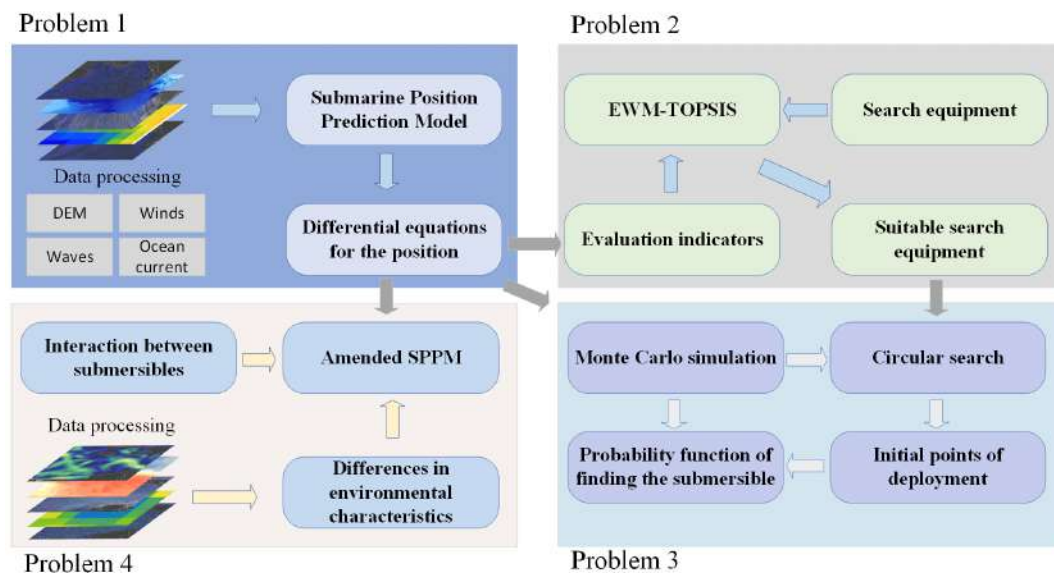 Problem 1
Submarine Position
Prediction Model
Data processing
DEM
Winds
Waves
Ocean
current
Differential equations
for the position
Problem 2
EWM-TOPSIS
Search equipment
Evaluation indicators
Suitable search
equipment
Interaction between
submersibles
Amended SPPM
Data processing
Differences in
environmental
characteristics
Problem 4
Monte Carlo simulation
Circular search
Probability function of
finding the submersible
Initial points of
deployment
Problem 3